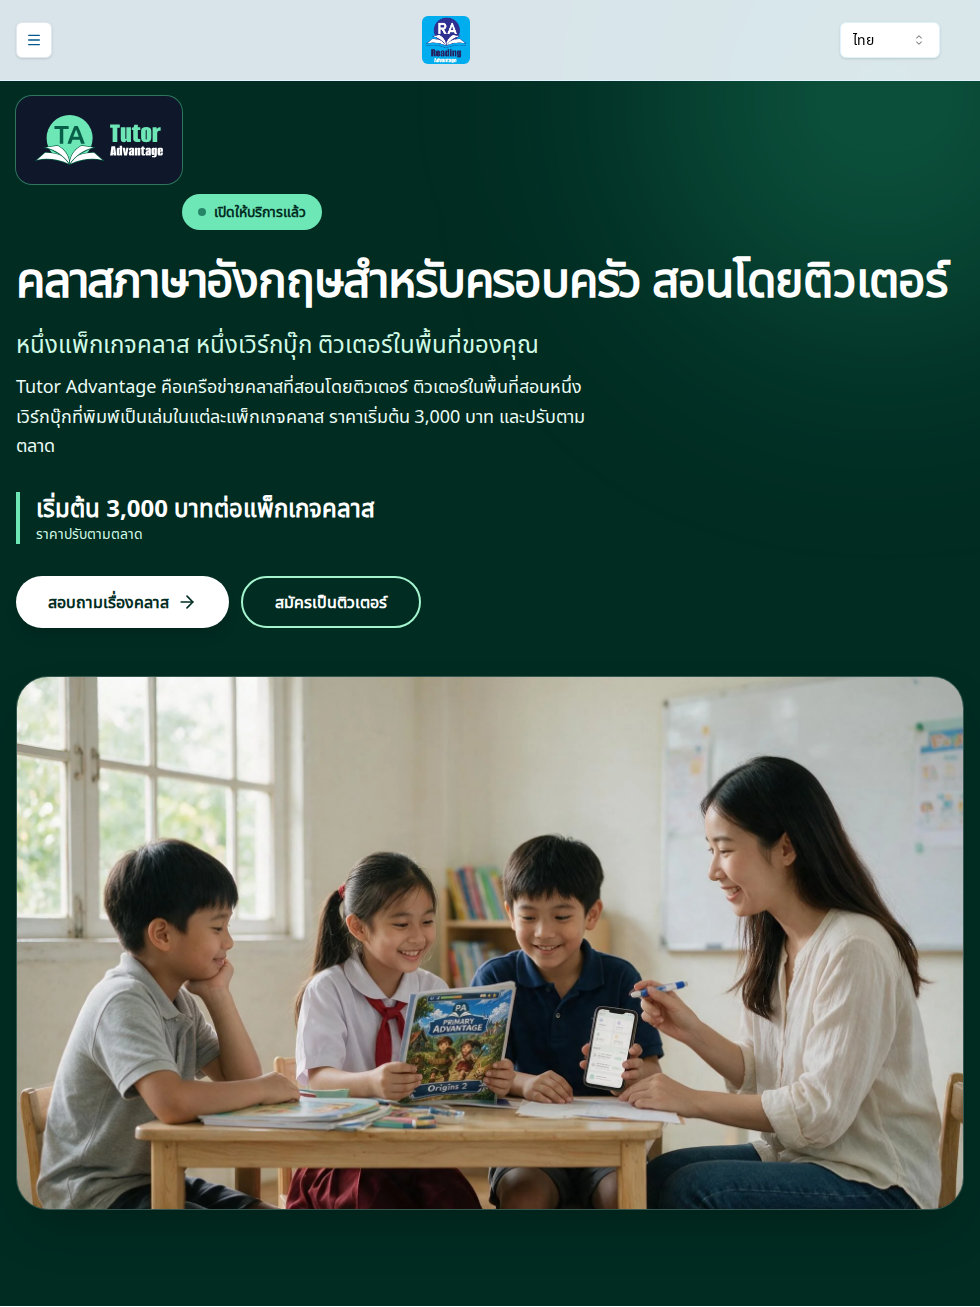 RA
Reading
Advantage
ไทย
TA
Tutor
Advantage
เปิดให้บริการแล้ว
คลาสภาษาอังกฤษสำหรับครอบครัว สอนโดยติวเตอร์
หนึ่งแพ็กเกจคลาส หนึ่งเวิร์กบุ๊ก ติวเตอร์ในพื้นที่ของคุณ
Tutor Advantage คือเครือข่ายคลาสที่สอนโดยติวเตอร์ ติวเตอร์ในพื้นที่สอนหนึ่ง
เวิร์กบุ๊กที่พิมพ์เป็นเล่มในแต่ละแพ็กเกจคลาส ราคาเริ่มต้น 3,000 บาท และปรับตาม
ตลาด
เริ่มต้น 3,000 บาทต่อแพ็กเกจคลาส
ราคาปรับตามตลาด
สอบถามเรื่องคลาส
สมัครเป็นติวเตอร์
PA
PRIMARY
ADVANTAGE
Origins 2